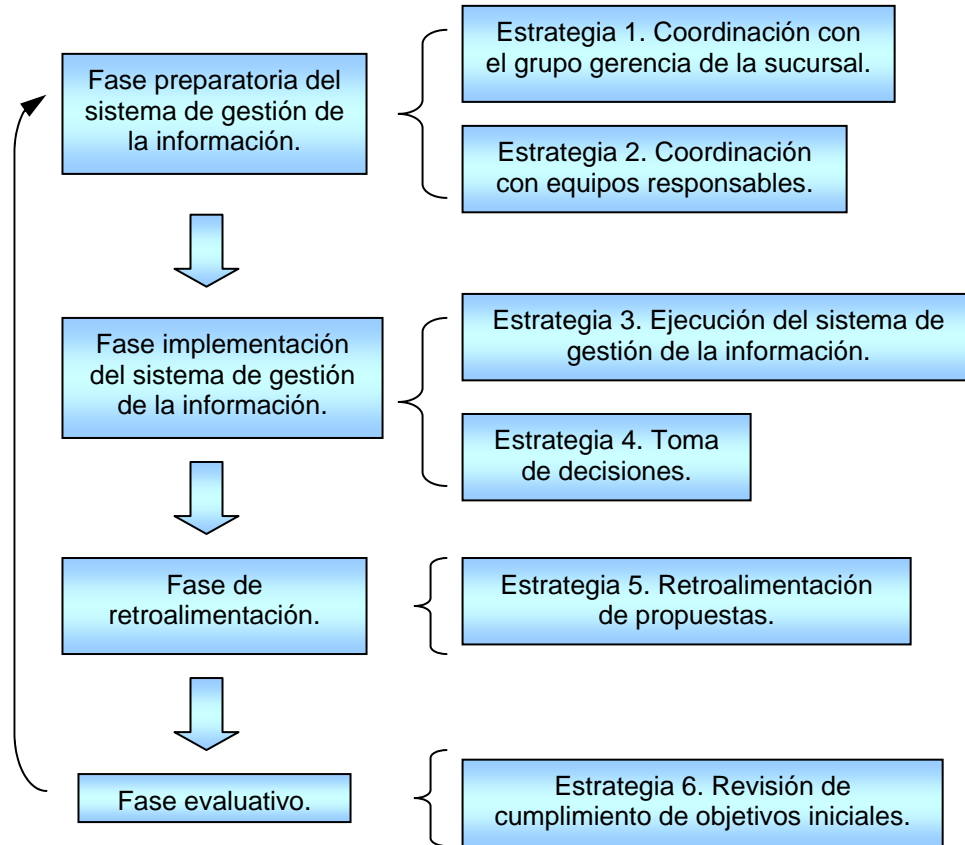 Fase preparatoria del
sistema de gestión de
la información.
Estrategia 1. Coordinación con
el grupo gerencia de la sucursal.
Estrategia 2. Coordinación
con equipos responsables.
Fase implementación
del sistema de gestión
de la información.
Estrategia 3. Ejecución del sistema de
gestión de la información.
Estrategia 4. Toma
de decisiones.
Fase de
retroalimentación.
Estrategia 5. Retroalimentación
de propuestas.
Fase evaluativo.
Estrategia 6. Revisión de
cumplimiento de objetivos iniciales.